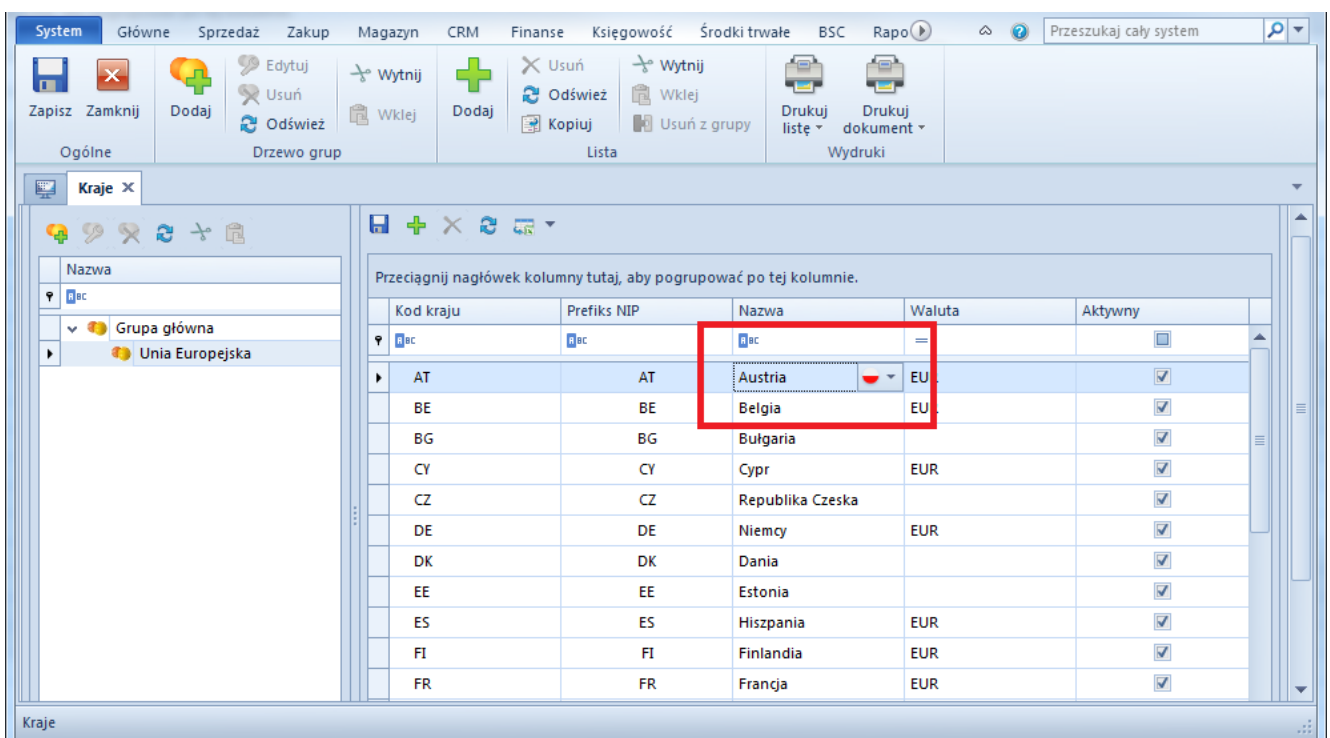 System Główne Sprzedaż Zakup Magazyn CRM Finanse Księgowość Środki trwałe BSC Rapo Przeszukaj cały system
Zapisz Zamknij Dodaj Edytuj Usuń Odśwież Wytnij Wklej Dodaj Usuń Odśwież Kopiuj Wytnij Wklej Usuń z grupy Drukuj listę Drukuj dokument
Ogólne Drzewo grup Lista Wydruki
Kraje
Nazwa
ABC
Grupa główna
Unia Europejska
Przeciągnij nagłówek kolumny tutaj, aby pogrupować po tej kolumnie.
Kod kraju Prefiks NIP Nazwa Waluta Aktywny
ABC ABC ABC =
AT AT Austria
BE BE Belgia
BG BG Bułgaria
CY CY Cypr EUR
CZ CZ Republika Czeska
DE DE Niemcy EUR
DK DK Dania
EE EE Estonia
ES ES Hiszpania EUR
FI FI Finlandia EUR
FR FR Francja EUR
Kraje